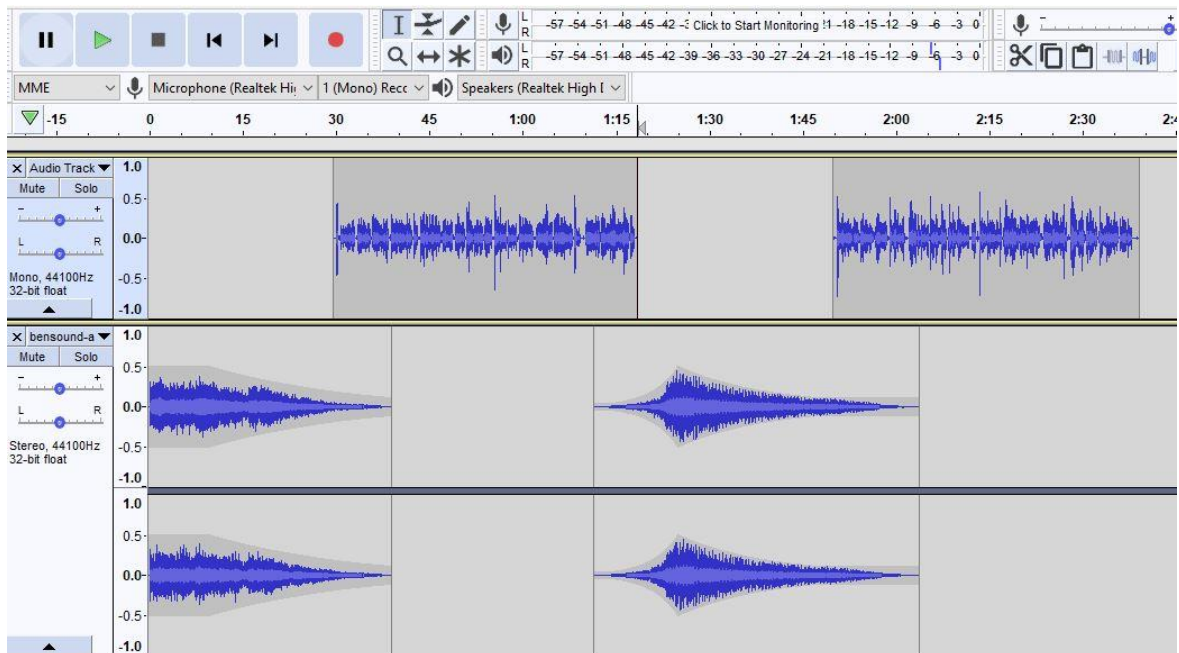 L
R
-57 -54 -51 -48 -45 -42 -3 Click to Start Monitoring !1 -18 -15 -12 -9 -6 -3 0
- +
L
R
-57 -54 -51 -48 -45 -42 -39 -36 -33 -30 -27 -24 -21 -18 -15 -12 -9 -6 -3 0
MME
Microphone (Realtek Hi
1 (Mono) Recc
Speakers (Realtek High I
-15 0 15 30 45 1:00 1:15 1:30 1:45 2:00 2:15 2:30 2:4
X Audio Track
Mute Solo
- +
L R
Mono, 44100Hz
32-bit float
1.0
0.5
0.0
-0.5
-1.0
X bensound-a
Mute Solo
- +
L R
Stereo, 44100Hz
32-bit float
1.0
0.5
0.0
-0.5
-1.0
1.0
0.5
0.0
-0.5
-1.0